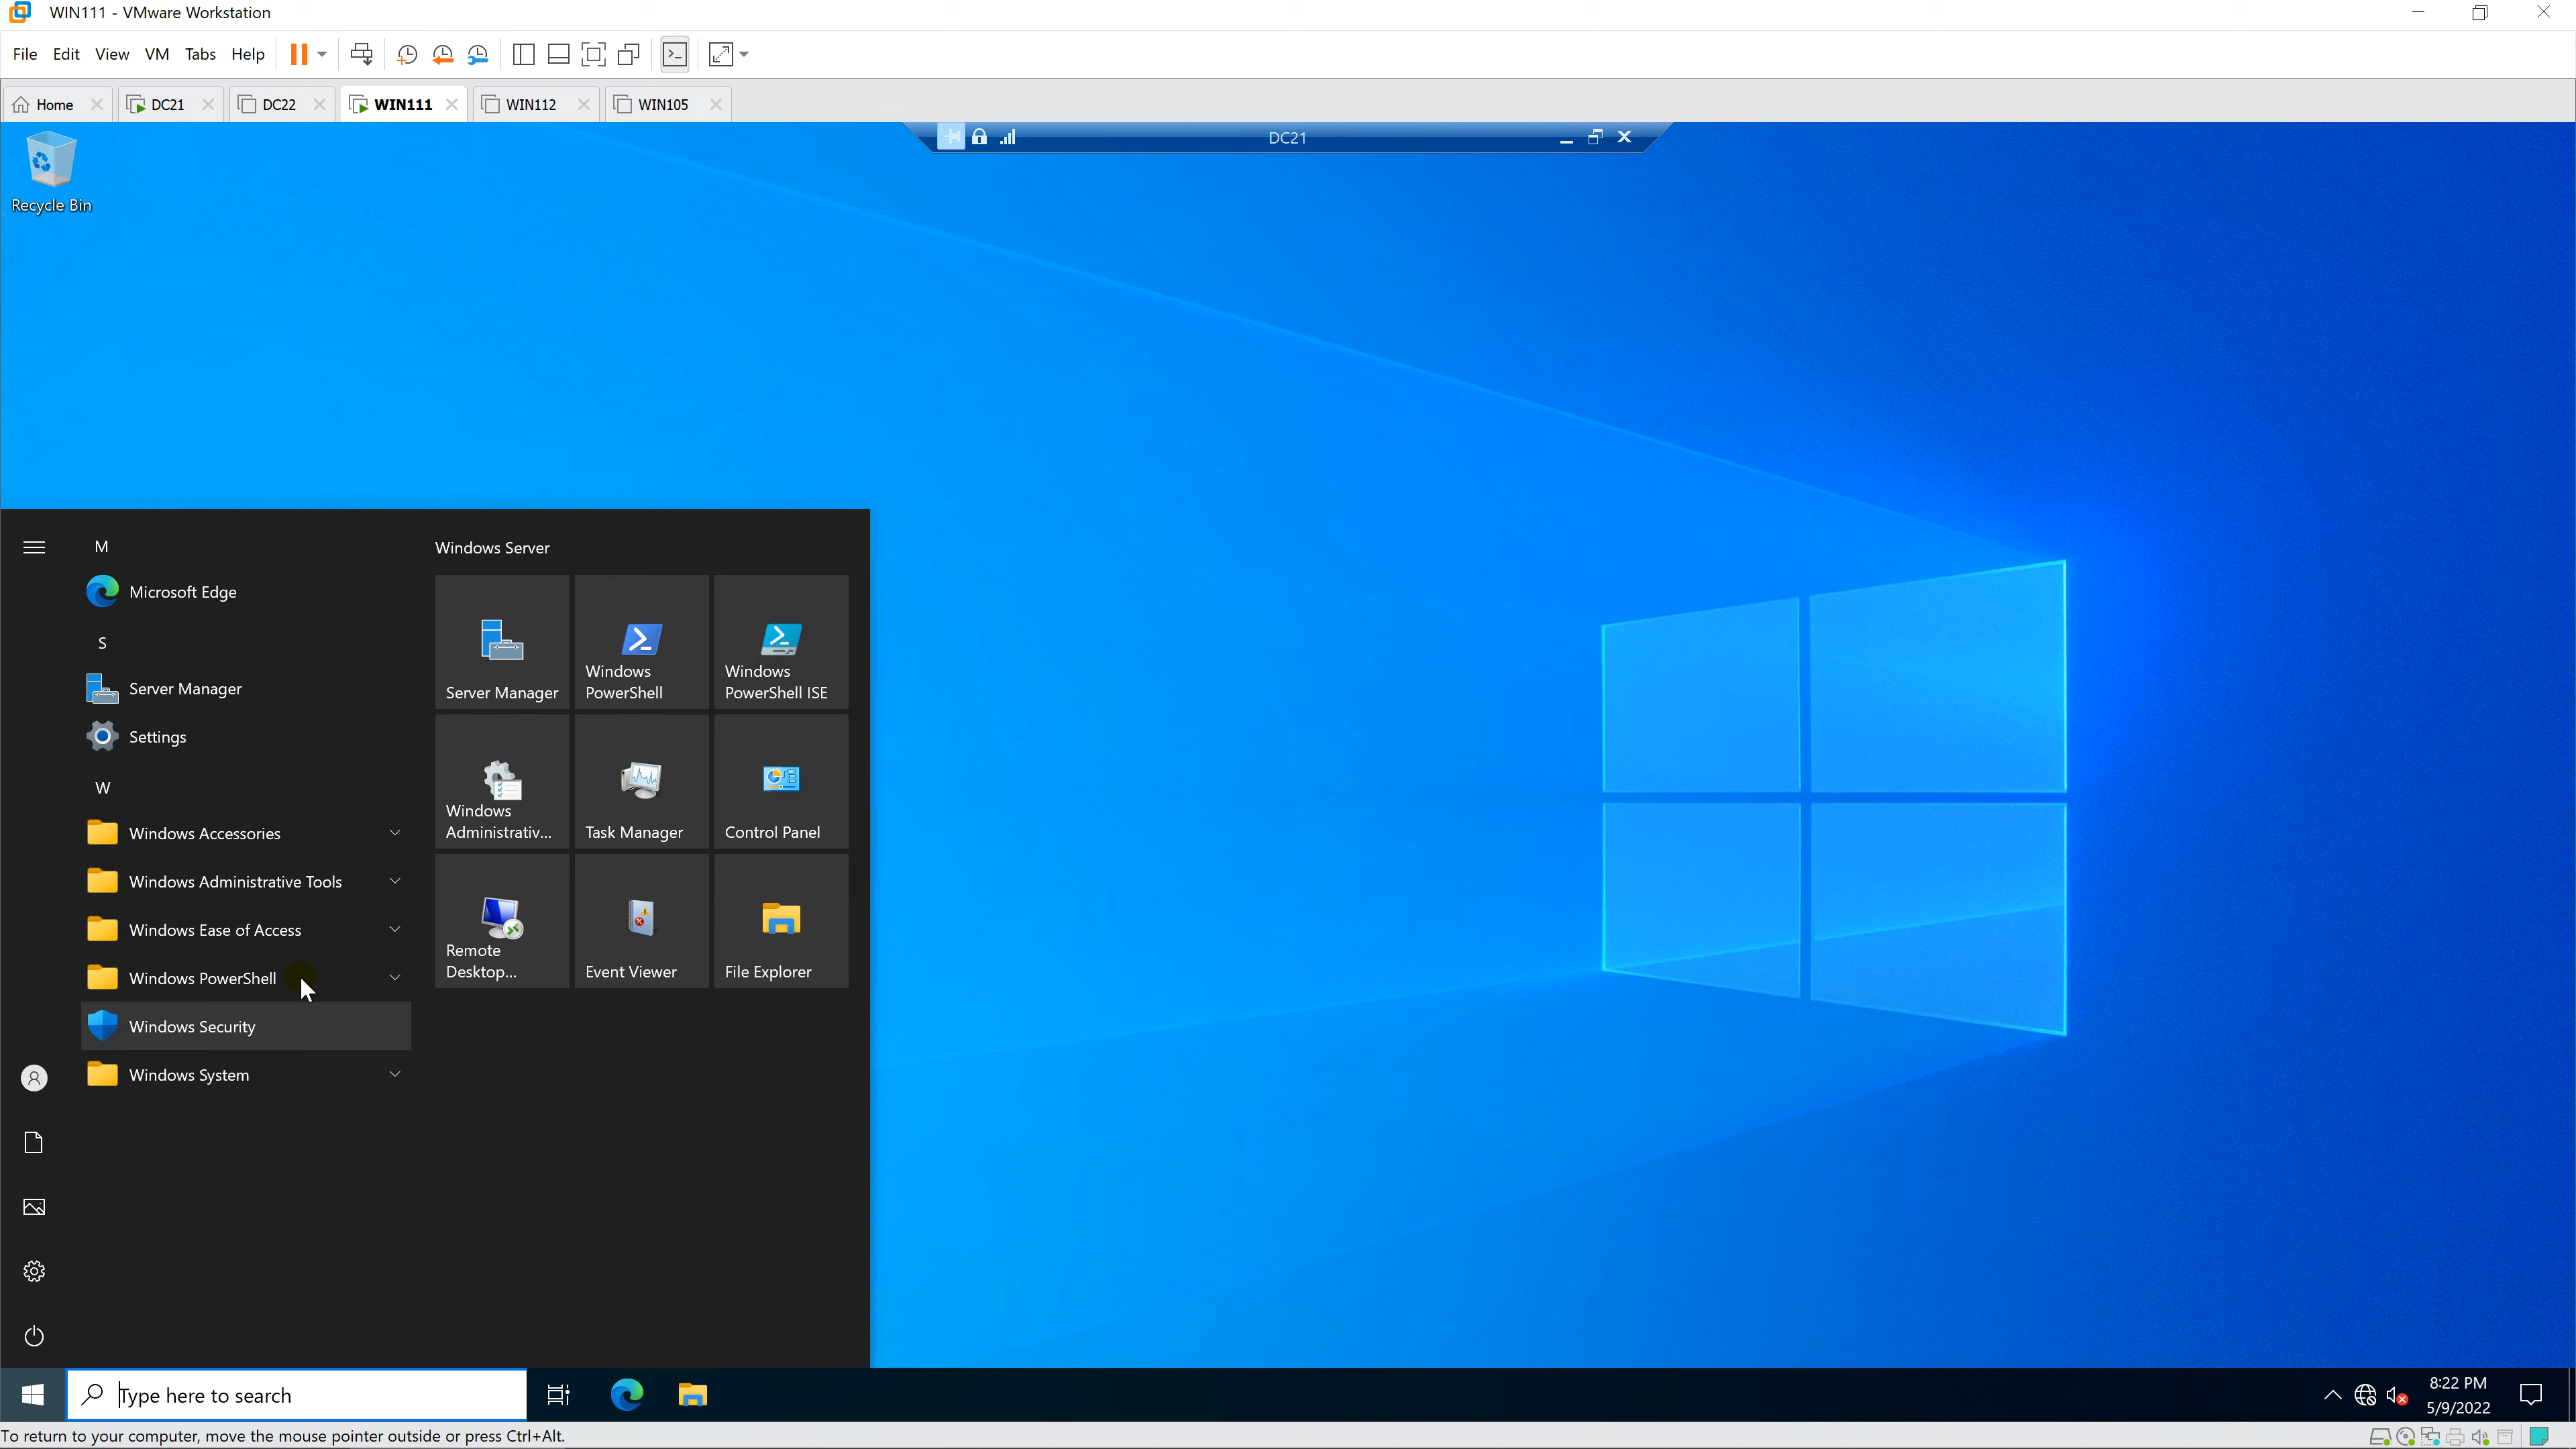 WIN111 - VMware Workstation
File Edit View VM Tabs Help
Home DC21 DC22 WIN111 WIN112 WIN105
DC21
Recycle Bin
M
Microsoft Edge
S
Server Manager
Settings
W
Windows Accessories
Windows Administrative Tools
Windows Ease of Access
Windows PowerShell
Windows Security
Windows System
Windows Server
Server Manager
Windows
PowerShell
Windows
PowerShell ISE
Windows
Administrativ...
Task Manager
Control Panel
Remote
Desktop...
Event Viewer
File Explorer
Type here to search
8:22 PM
5/9/2022
To return to your computer, move the mouse pointer outside or press Ctrl+Alt.